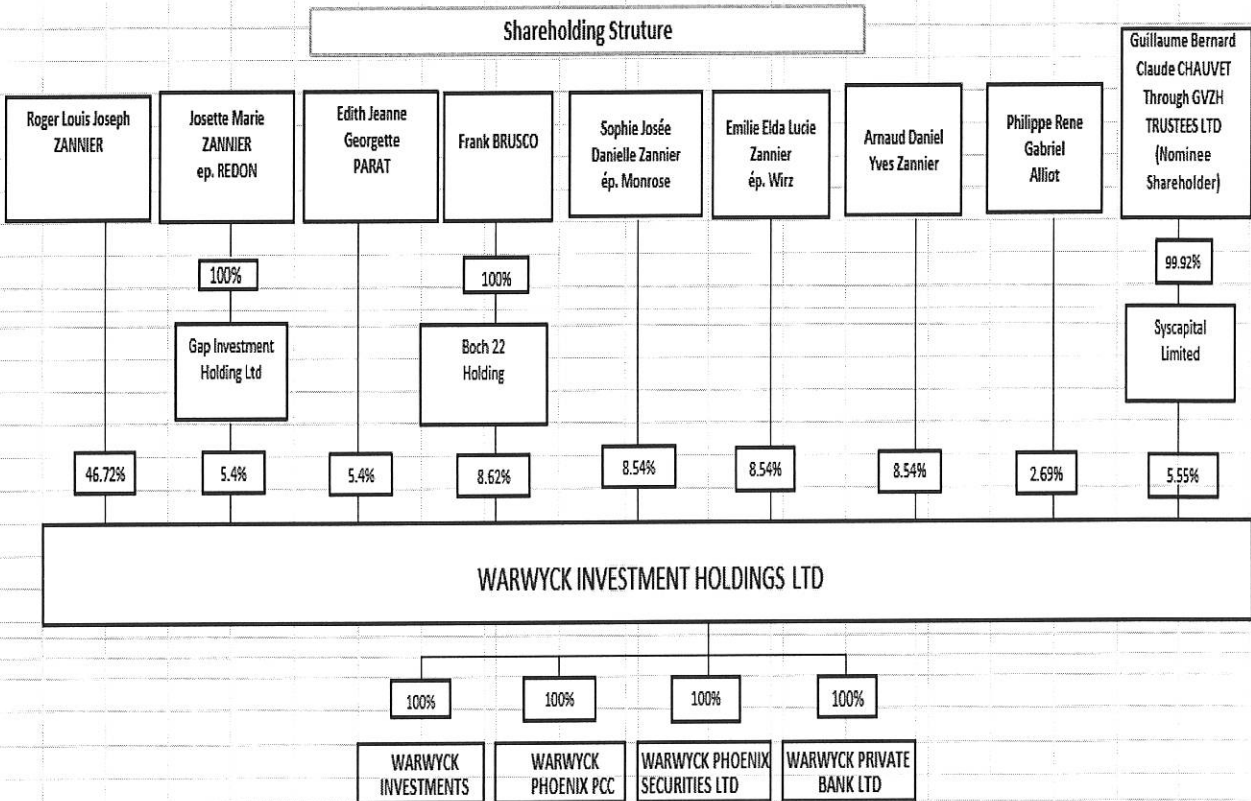 Shareholding Struture
Roger Louis Joseph
ZANNIER
Josette Marie
ZANNIER
ep. REDON
Edith Jeanne
Georgette
PARAT
Frank BRUSCO
Sophie Josée
Danielle Zannier
ép. Monrose
Emilie Elda Lucie
Zannier
ép. Wirz
Arnaud Daniel
Yves Zannier
Philippe Rene
Gabriel
Alliot
Guillaume Bernard
Claude CHAUVET
Through GVZH
TRUSTEES LTD
(Nominee
Shareholder)
100%
100%
99.92%
Gap Investment
Holding Ltd
Boch 22
Holding
Syscapital
Limited
46.72%
5.4%
5.4%
8.62%
8.54%
8.54%
8.54%
2.69%
5.55%
WARWYCK INVESTMENT HOLDINGS LTD
100%
100%
100%
100%
WARWYCK
INVESTMENTS
WARWYCK
PHOENIX PCC
WARWYCK PHOENIX
SECURITIES LTD
WARWYCK PRIVATE
BANK LTD